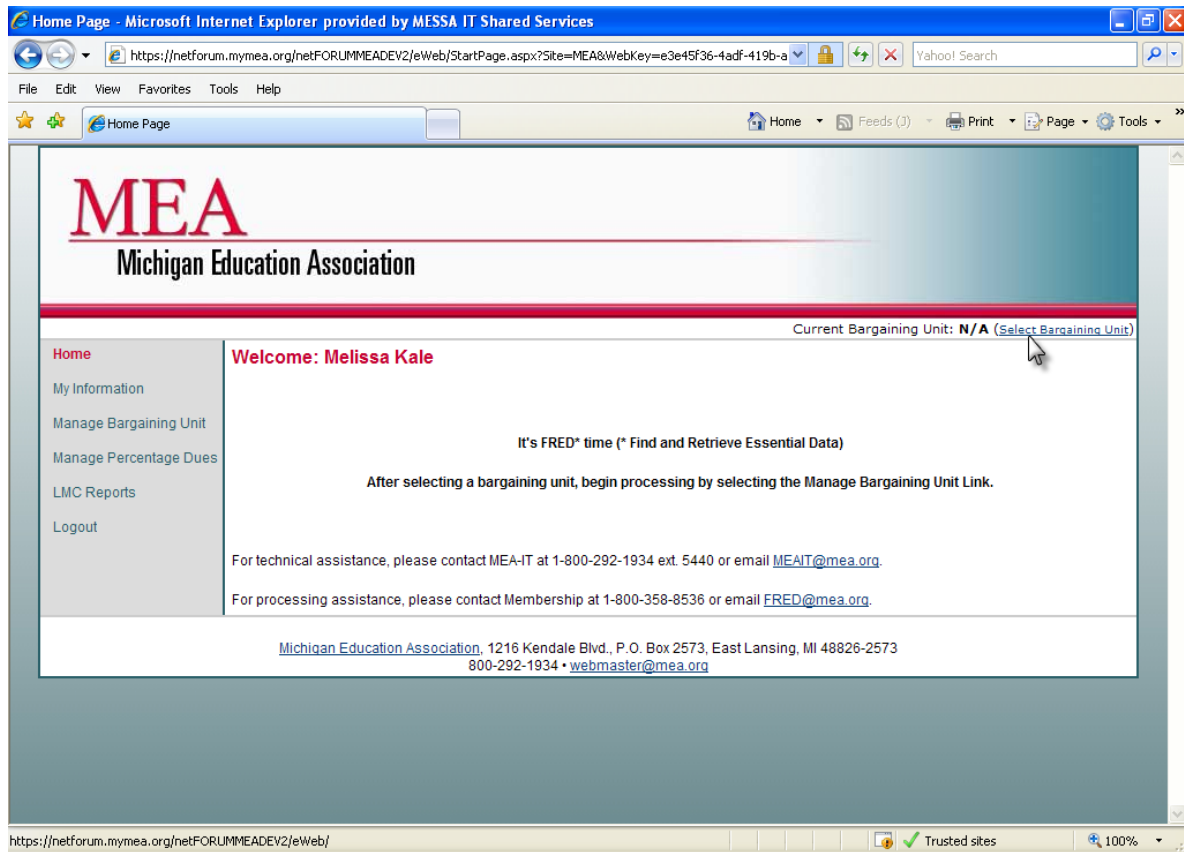 Home Page - Microsoft Internet Explorer provided by MESSA IT Shared Services
https://netforum.mymea.org/netFORUMMEADEV2/eWeb/StartPage.aspx?Site=MEA&WebKey=e3e45f36-4adf-419b-a
Yahoo! Search
File Edit View Favorites Tools Help
Home Page
Home Feeds (J) Print Page Tools »
MEA
Michigan Education Association
Current Bargaining Unit: N/A (Select Bargaining Unit)
Home
My Information
Manage Bargaining Unit
Manage Percentage Dues
LMC Reports
Logout
Welcome: Melissa Kale
It's FRED* time (* Find and Retrieve Essential Data)
After selecting a bargaining unit, begin processing by selecting the Manage Bargaining Unit Link.
For technical assistance, please contact MEA-IT at 1-800-292-1934 ext. 5440 or email MEAIT@mea.org.
For processing assistance, please contact Membership at 1-800-358-8536 or email FRED@mea.org.
Michigan Education Association, 1216 Kendale Blvd., P.O. Box 2573, East Lansing, MI 48826-2573
800-292-1934 • webmaster@mea.org
https://netforum.mymea.org/netFORUMMEADEV2/eWeb/
Trusted sites
100%